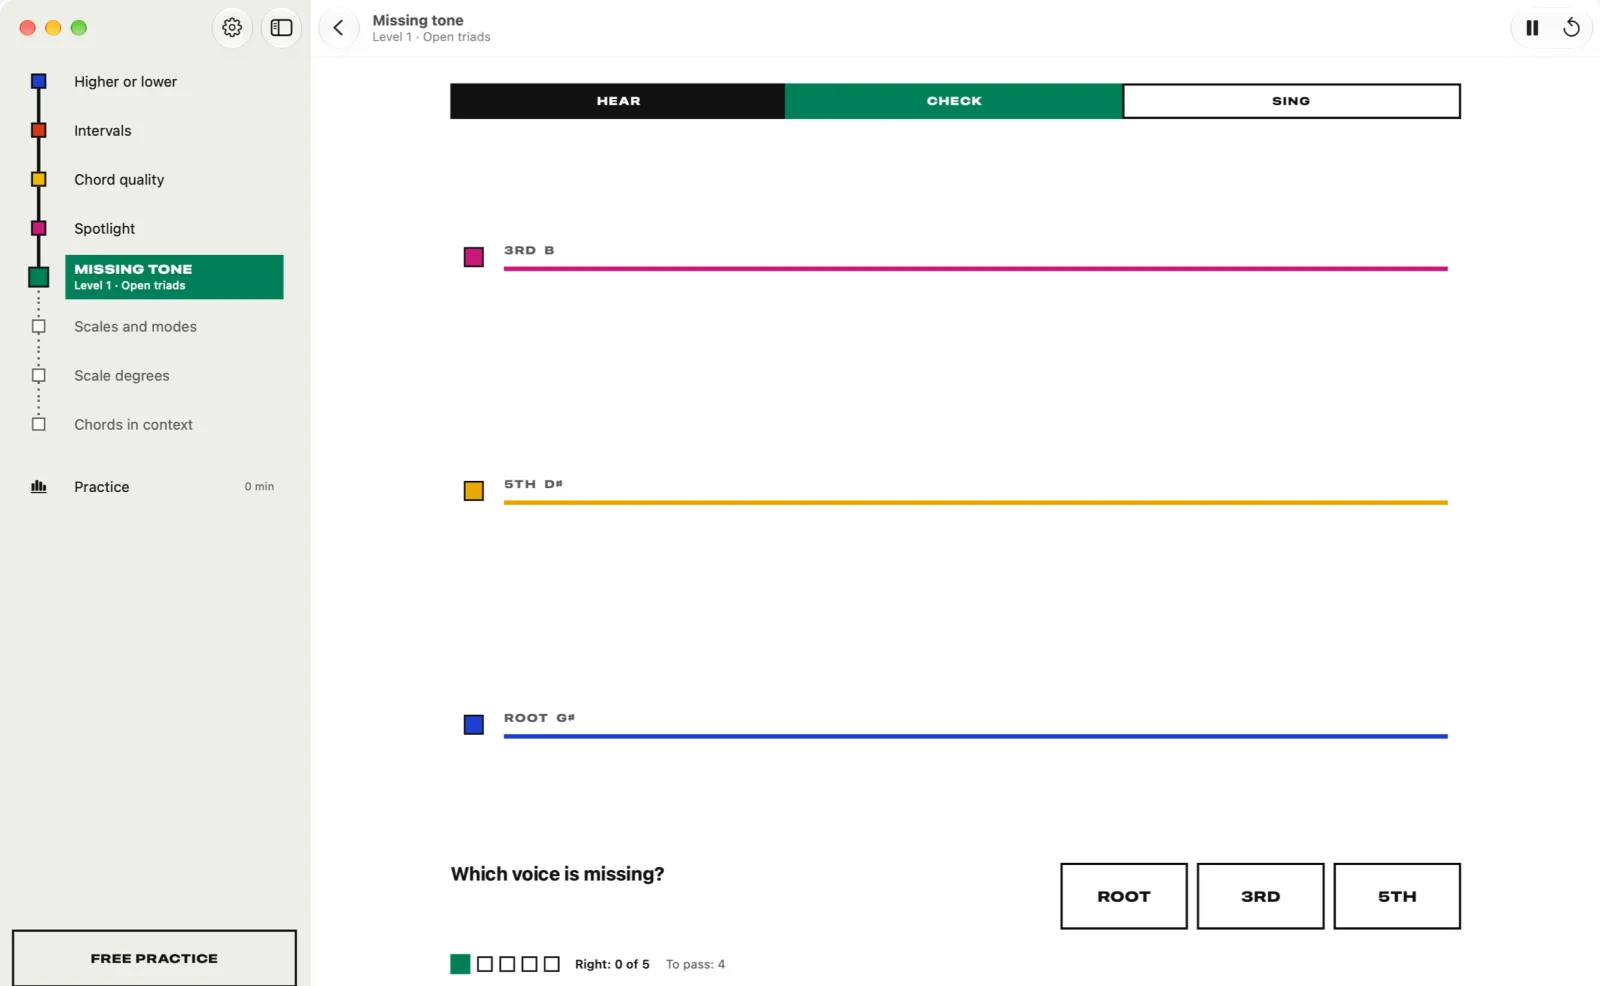 Missing tone
Level 1 · Open triads
Higher or lower
Intervals
Chord quality
Spotlight
MISSING TONE
Level 1 · Open triads
Scales and modes
Scale degrees
Chords in context
Practice 0 min
FREE PRACTICE
HEAR CHECK SING
3RD B
5TH D#
ROOT G#
Which voice is missing?
ROOT 3RD 5TH
Right: 0 of 5 To pass: 4